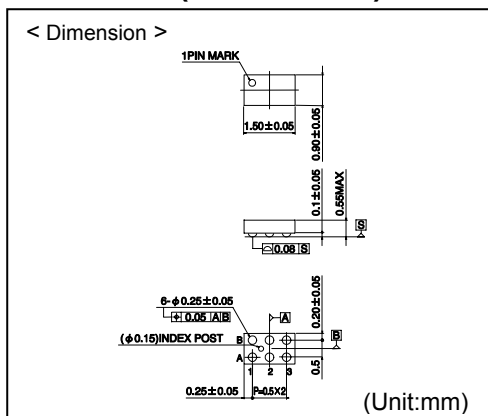 < Dimension >
1PIN MARK
1.50±0.05
0.90±0.05
0.1±0.05
0.55MAX
S
0.08 S
6-ϕ0.25±0.05
0.05 A B
A
(ϕ0.15)INDEX POST
B
A
1 2 3
0.20±0.05
B
0.5
0.25±0.05
P=0.5×2
(Unit:mm)